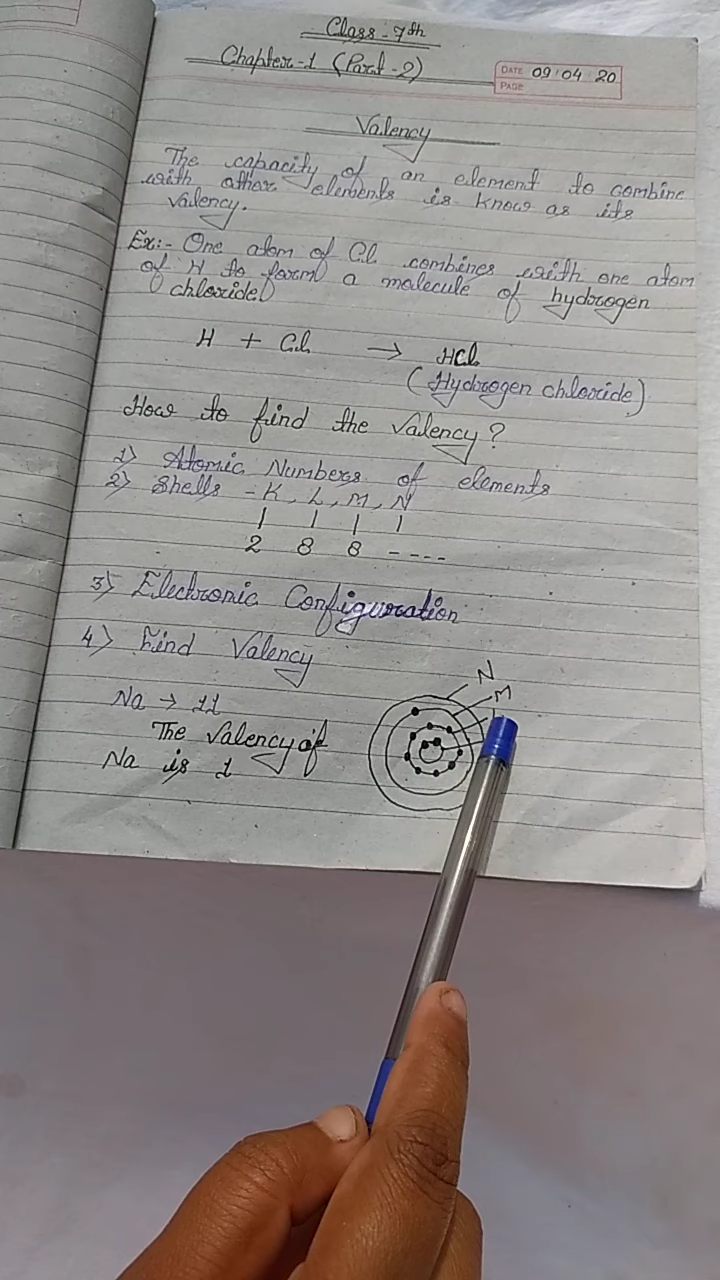 Class - 7th
Chapter-1 (Part-2)
DATE 09 04 20
PAGE
Valency
The capacity of an element to combine
with other elements is know as its
valency.
Ex:- One atom of Cl combines with one atom
of H to form a molecule of hydrogen
chloride
H + Cl → HCl
(Hydrogen chloride)
How to find the valency?
1) Atomic Numbers of elements
2) Shells - K, L, M, N
2 8 8 ----
3) Electronic Configuration
4) Find Valency
N
M
Na → 11
The valency of
Na is 1